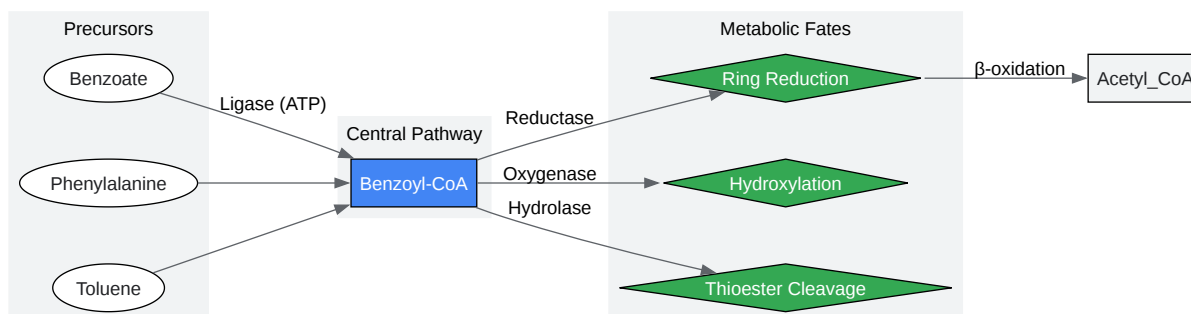 Precursors
Benzoate
Phenylalanine
Toluene
Ligase (ATP)
Central Pathway
Benzoyl-CoA
Reductase
Oxygenase
Hydrolase
Metabolic Fates
Ring Reduction
Hydroxylation
Thioester Cleavage
β-oxidation
Acetyl_CoA